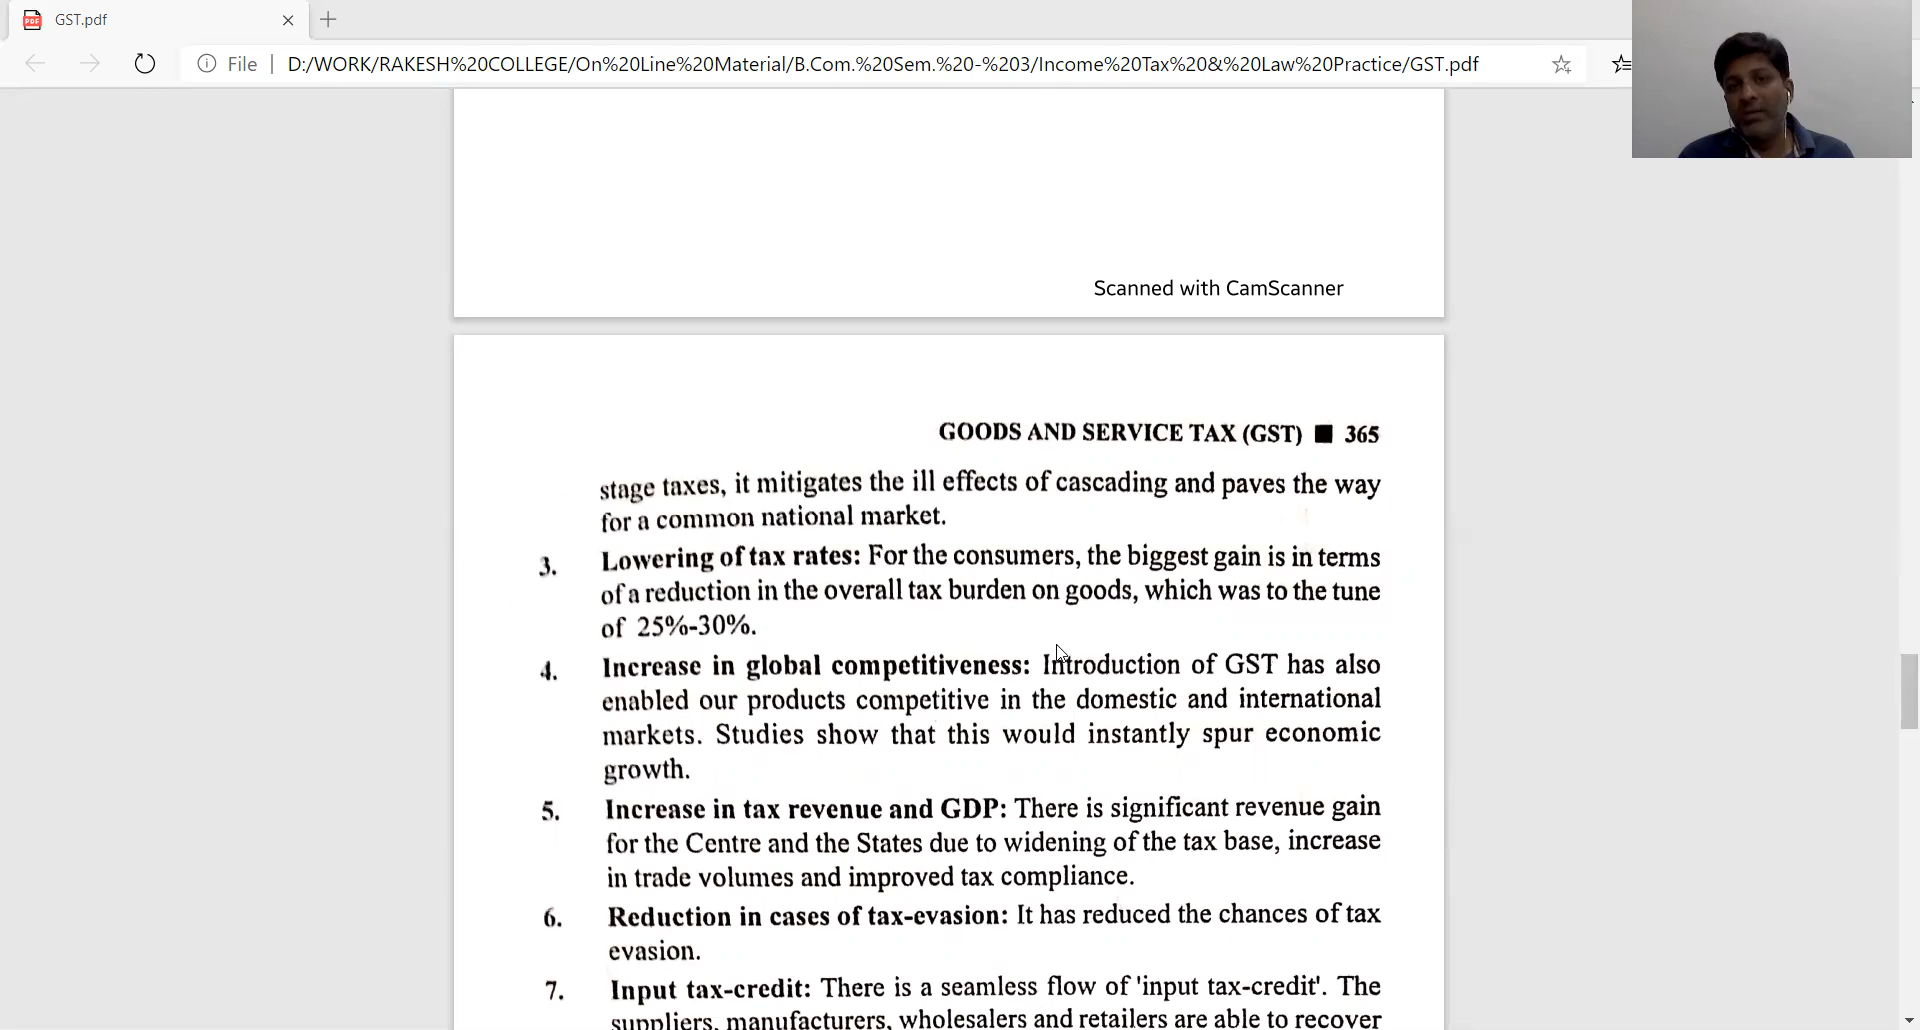 GST.pdf
File
D:/WORK/RAKESH%20COLLEGE/On%20Line%20Material/B.Com.%20Sem.%20-%203/Income%20Tax%20&%20Law%20Practice/GST.pdf
Scanned with CamScanner
GOODS AND SERVICE TAX (GST) ■ 365
stage taxes, it mitigates the ill effects of cascading and paves the way
for a common national market.
3. Lowering of tax rates: For the consumers, the biggest gain is in terms
of a reduction in the overall tax burden on goods, which was to the tune
of 25%-30%.
4. Increase in global competitiveness: Introduction of GST has also
enabled our products competitive in the domestic and international
markets. Studies show that this would instantly spur economic
growth.
5. Increase in tax revenue and GDP: There is significant revenue gain
for the Centre and the States due to widening of the tax base, increase
in trade volumes and improved tax compliance.
6. Reduction in cases of tax-evasion: It has reduced the chances of tax
evasion.
7. Input tax-credit: There is a seamless flow of 'input tax-credit'. The
suppliers, manufacturers, wholesalers and retailers are able to recover